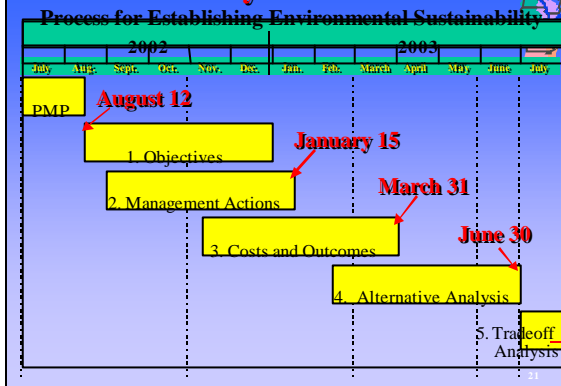 Process for Establishing Environmental Sustainability
2002 2003
July Aug. Sept. Oct. Nov. Dec. Jan. Feb. March April May June July
PMP
August 12
1. Objectives
January 15
2. Management Actions
March 31
3. Costs and Outcomes
June 30
4. Alternative Analysis
5. Tradeoff
Analysis
21